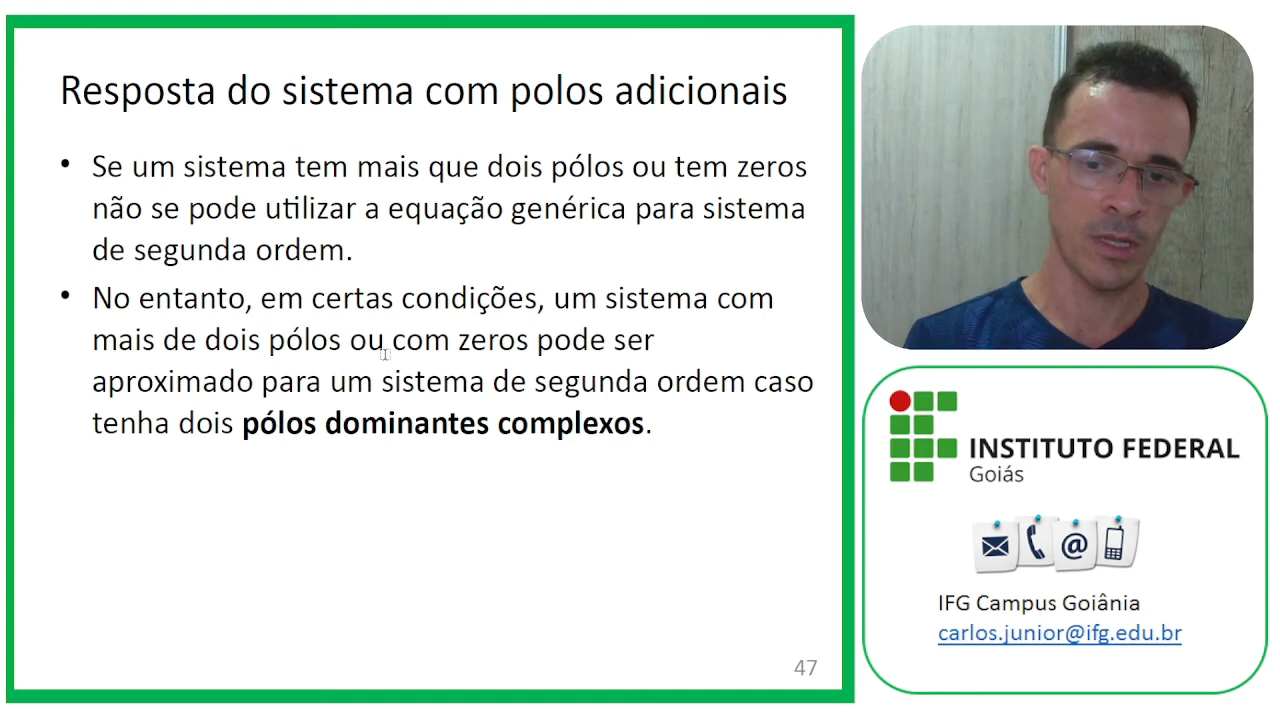 Resposta do sistema com polos adicionais
• Se um sistema tem mais que dois pólos ou tem zeros
não se pode utilizar a equação genérica para sistema
de segunda ordem.
• No entanto, em certas condições, um sistema com
mais de dois pólos ou com zeros pode ser
aproximado para um sistema de segunda ordem caso
tenha dois pólos dominantes complexos.
47
INSTITUTO FEDERAL
Goiás
@
IFG Campus Goiânia
carlos.junior@ifg.edu.br